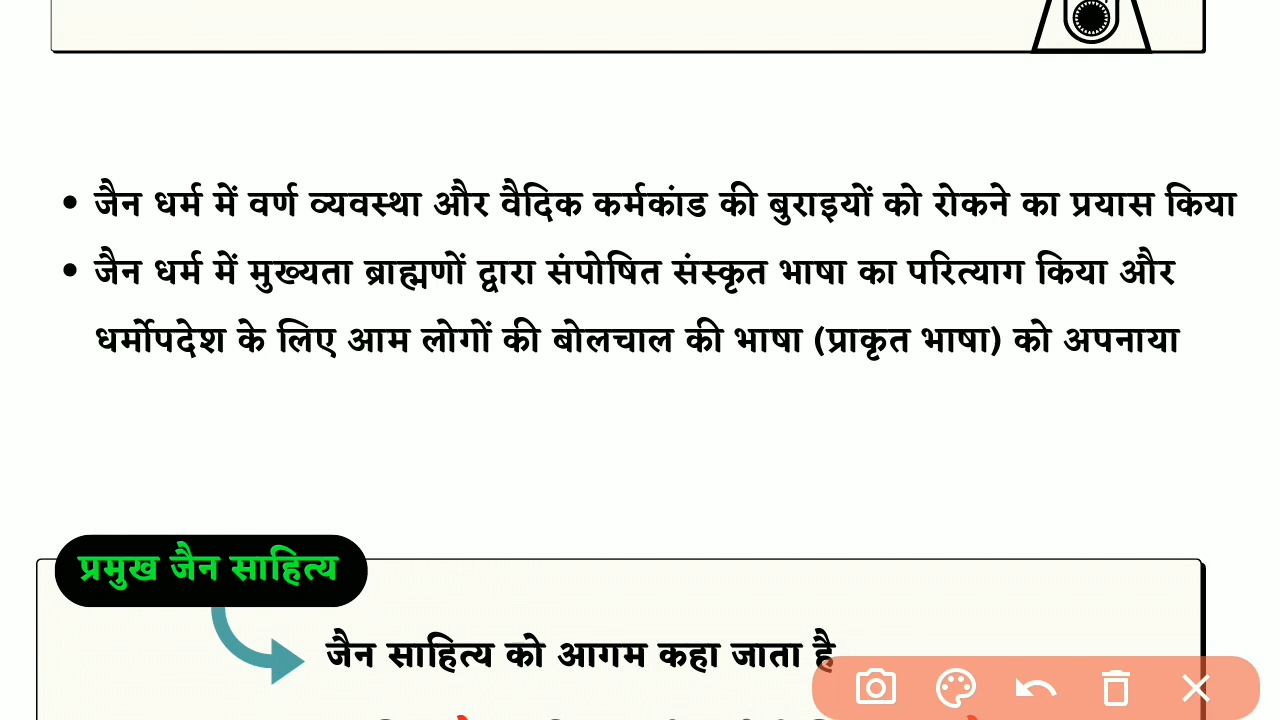 • जैन धर्म में वर्ण व्यवस्था और वैदिक कर्मकांड की बुराइयों को रोकने का प्रयास किया
• जैन धर्म में मुख्यता ब्राह्मणों द्वारा संपोषित संस्कृत भाषा का परित्याग किया और
धर्मोपदेश के लिए आम लोगों की बोलचाल की भाषा (प्राकृत भाषा) को अपनाया
प्रमुख जैन साहित्य
जैन साहित्य को आगम कहा जाता है